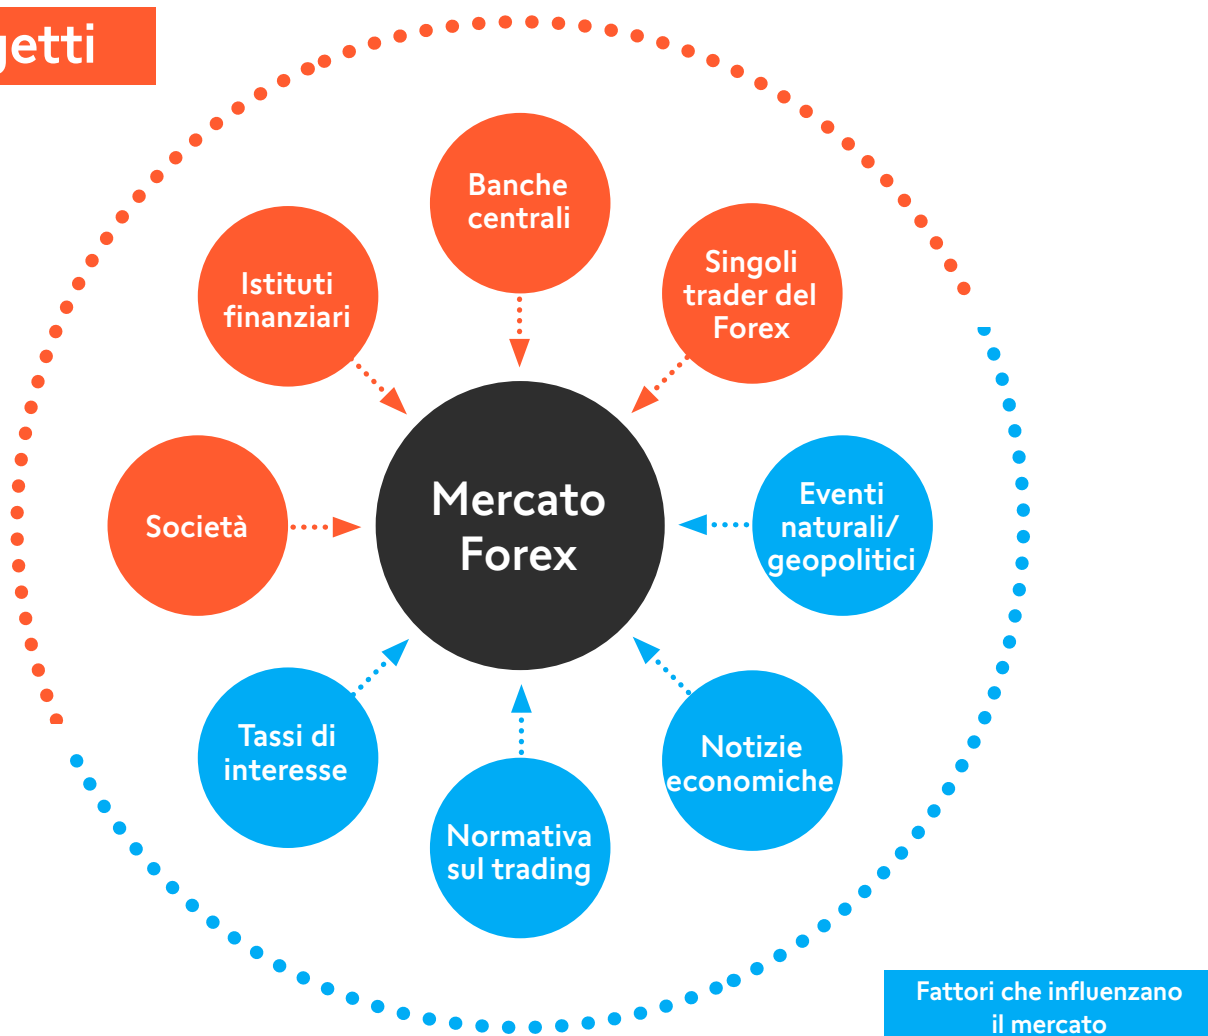 getti
Banche
centrali
Singoli
trader del
Forex
Istituti
finanziari
Mercato
Forex
Società
Eventi
naturali/
geopolitici
Tassi di
interesse
Notizie
economiche
Normativa
sul trading
Fattori che influenzano
il mercato